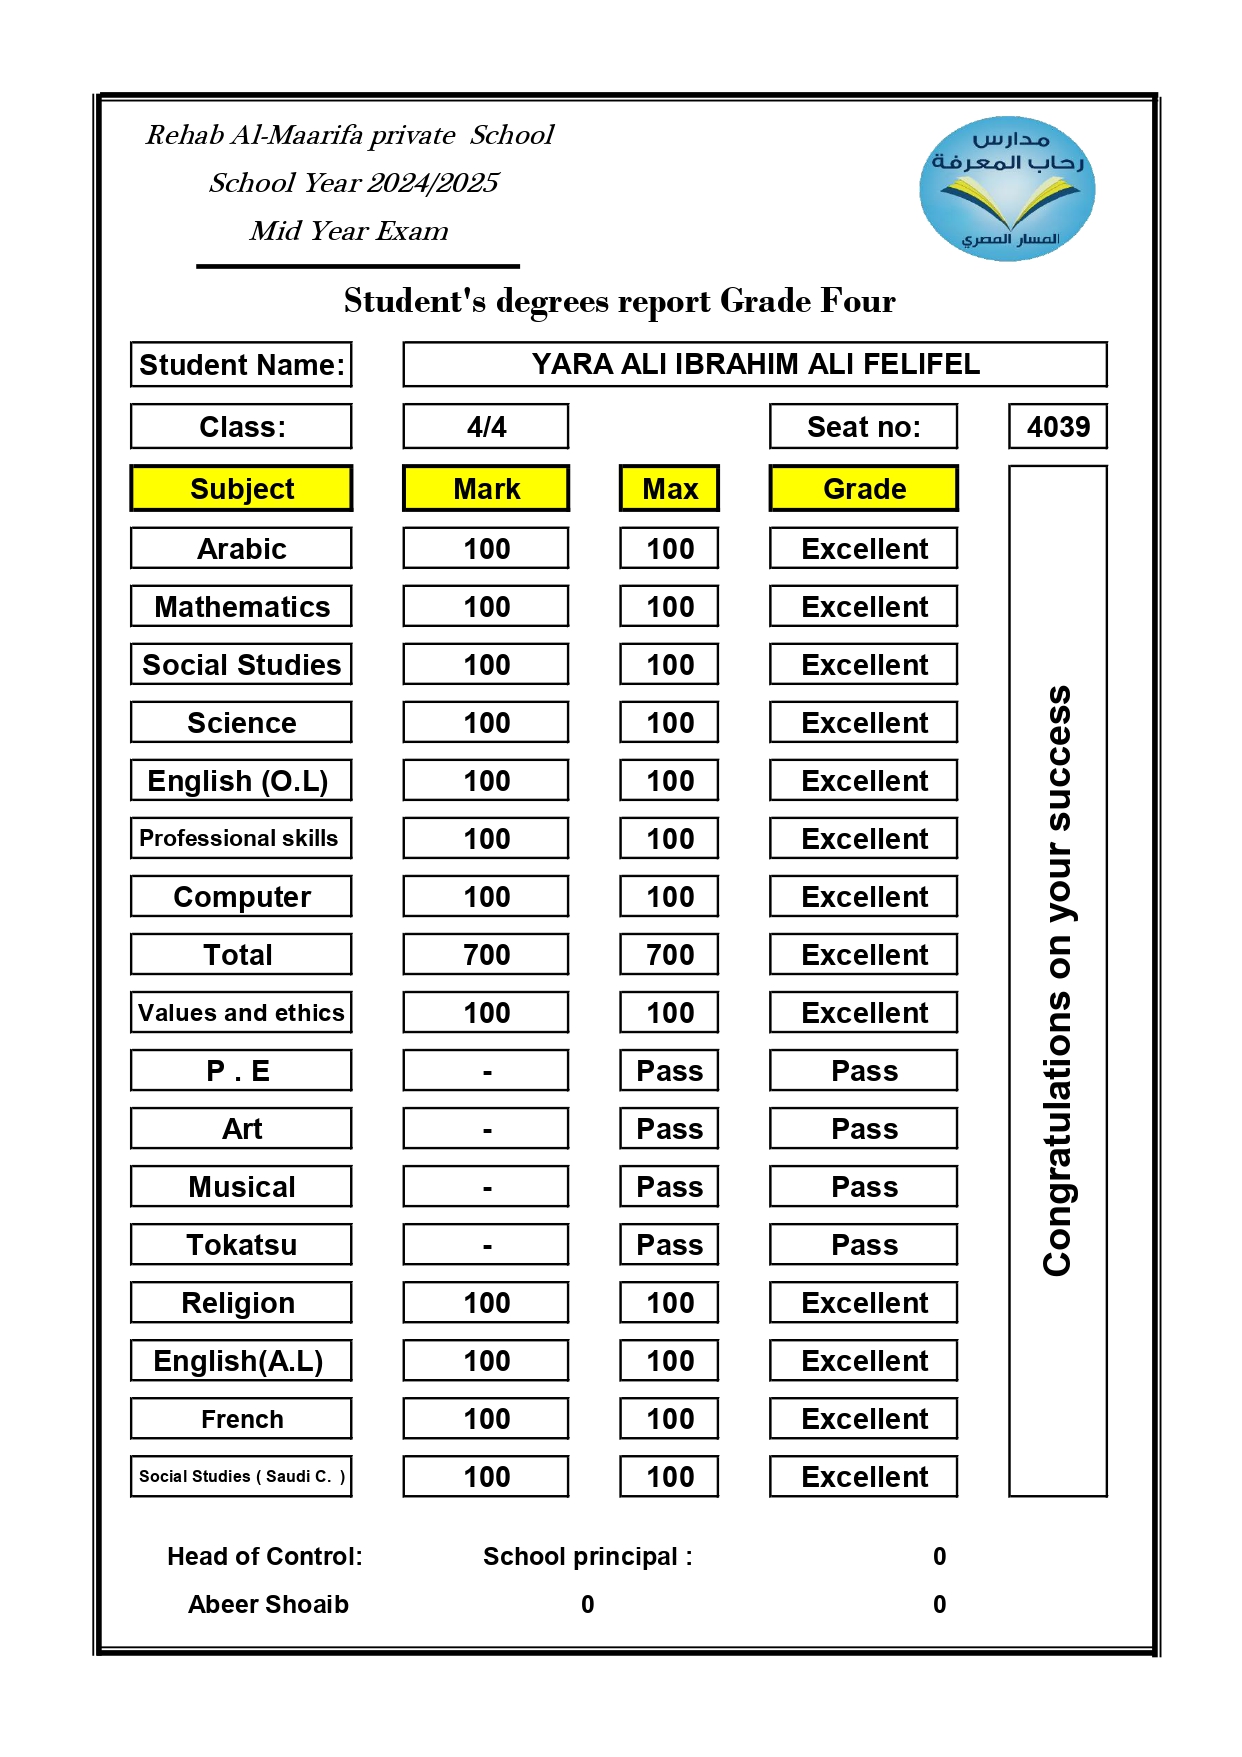 Rehab Al-Maarifa private School
School Year 2024/2025
Mid Year Exam
مدارس
رحاب المعرفة
المسار المصري
Student's degrees report Grade Four
Student Name: YARA ALI IBRAHIM ALI FELIFEL
Class: 4/4 Seat no: 4039
Subject Mark Max Grade
Arabic 100 100 Excellent
Mathematics 100 100 Excellent
Social Studies 100 100 Excellent
Science 100 100 Excellent
English (O.L) 100 100 Excellent
Professional skills 100 100 Excellent
Computer 100 100 Excellent
Total 700 700 Excellent
Values and ethics 100 100 Excellent
P . E - Pass Pass
Art - Pass Pass
Musical - Pass Pass
Tokatsu - Pass Pass
Religion 100 100 Excellent
English(A.L) 100 100 Excellent
French 100 100 Excellent
Social Studies ( Saudi C. ) 100 100 Excellent
Congratulations on your success
Head of Control: School principal : 0
Abeer Shoaib 0 0